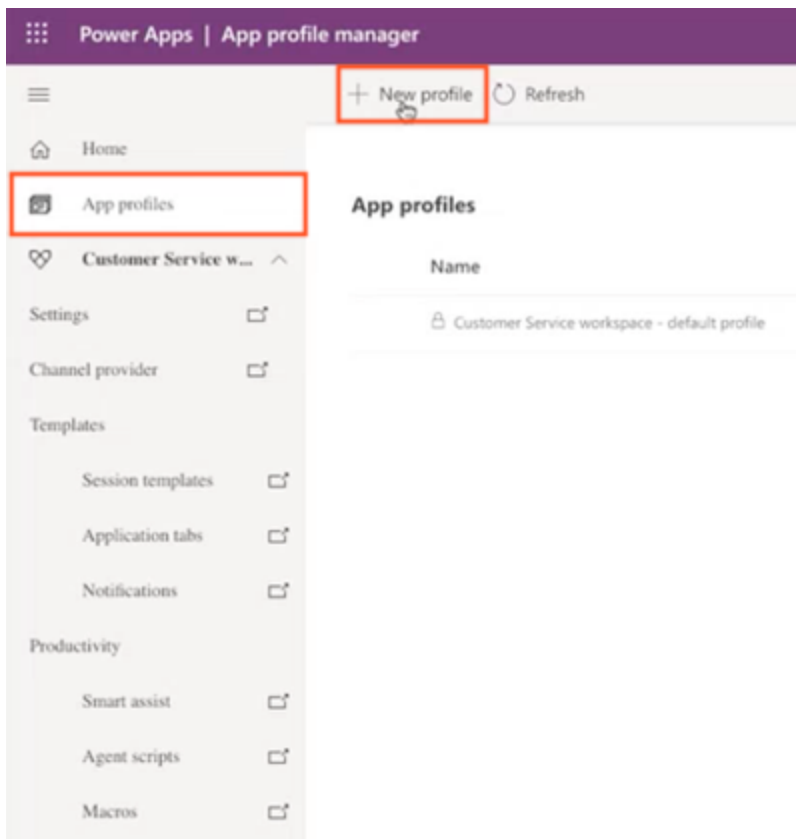 Power Apps | App profile manager
New profile Refresh
Home
App profiles
Customer Service w...
Settings
Channel provider
Templates
Session templates
Application tabs
Notifications
Productivity
Smart assist
Agent scripts
Macros
App profiles
Name
Customer Service workspace - default profile